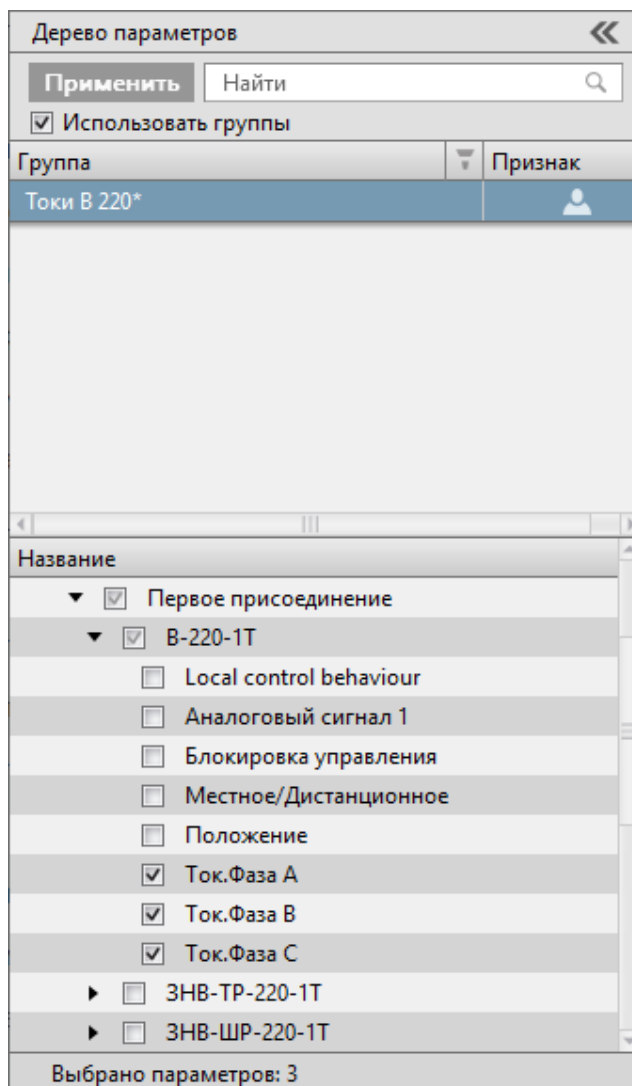 Дерево параметров
Применить Найти
Использовать группы
Группа Признак
Токи В 220*
Название
Первое присоединение
В-220-1Т
Local control behaviour
Аналоговый сигнал 1
Блокировка управления
Местное/Дистанционное
Положение
Ток.Фаза А
Ток.Фаза В
Ток.Фаза С
ЗНВ-ТР-220-1Т
ЗНВ-ШР-220-1Т
Выбрано параметров: 3